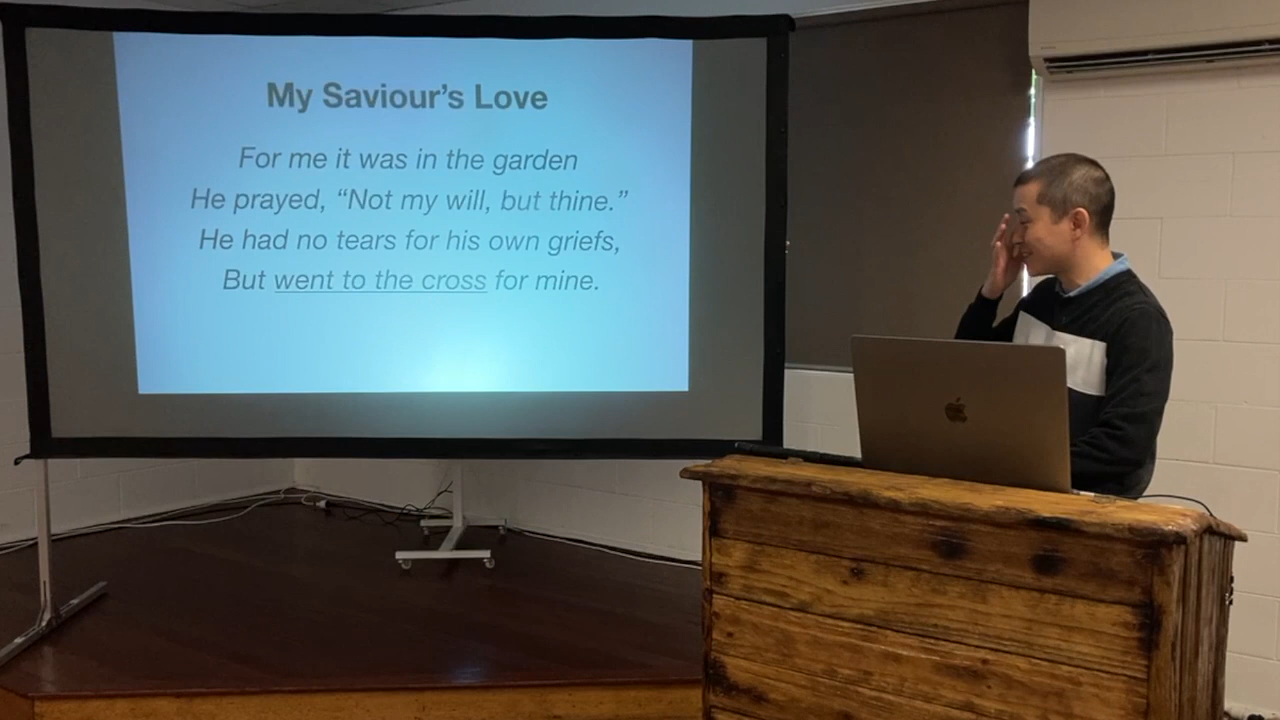 My Saviour’s Love
For me it was in the garden
He prayed, “Not my will, but thine.”
He had no tears for his own griefs,
But went to the cross for mine.